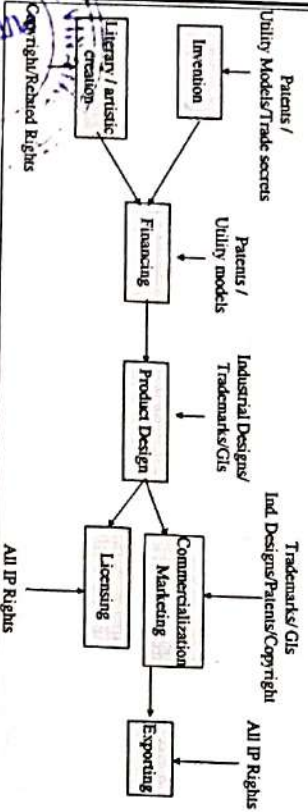 Patents /
Utility Models/Trade secrets
Invention
Literary / artistic
creation
Copyright/Related Rights
Patents /
Utility models
Financing
Industrial Designs/
Trademarks/GIs
Product Design
Trademarks/ GIs
Ind. Designs/Patents/Copyright
Commercialization
Marketing
Licensing
All IP Rights
All IP Rights
Exporting